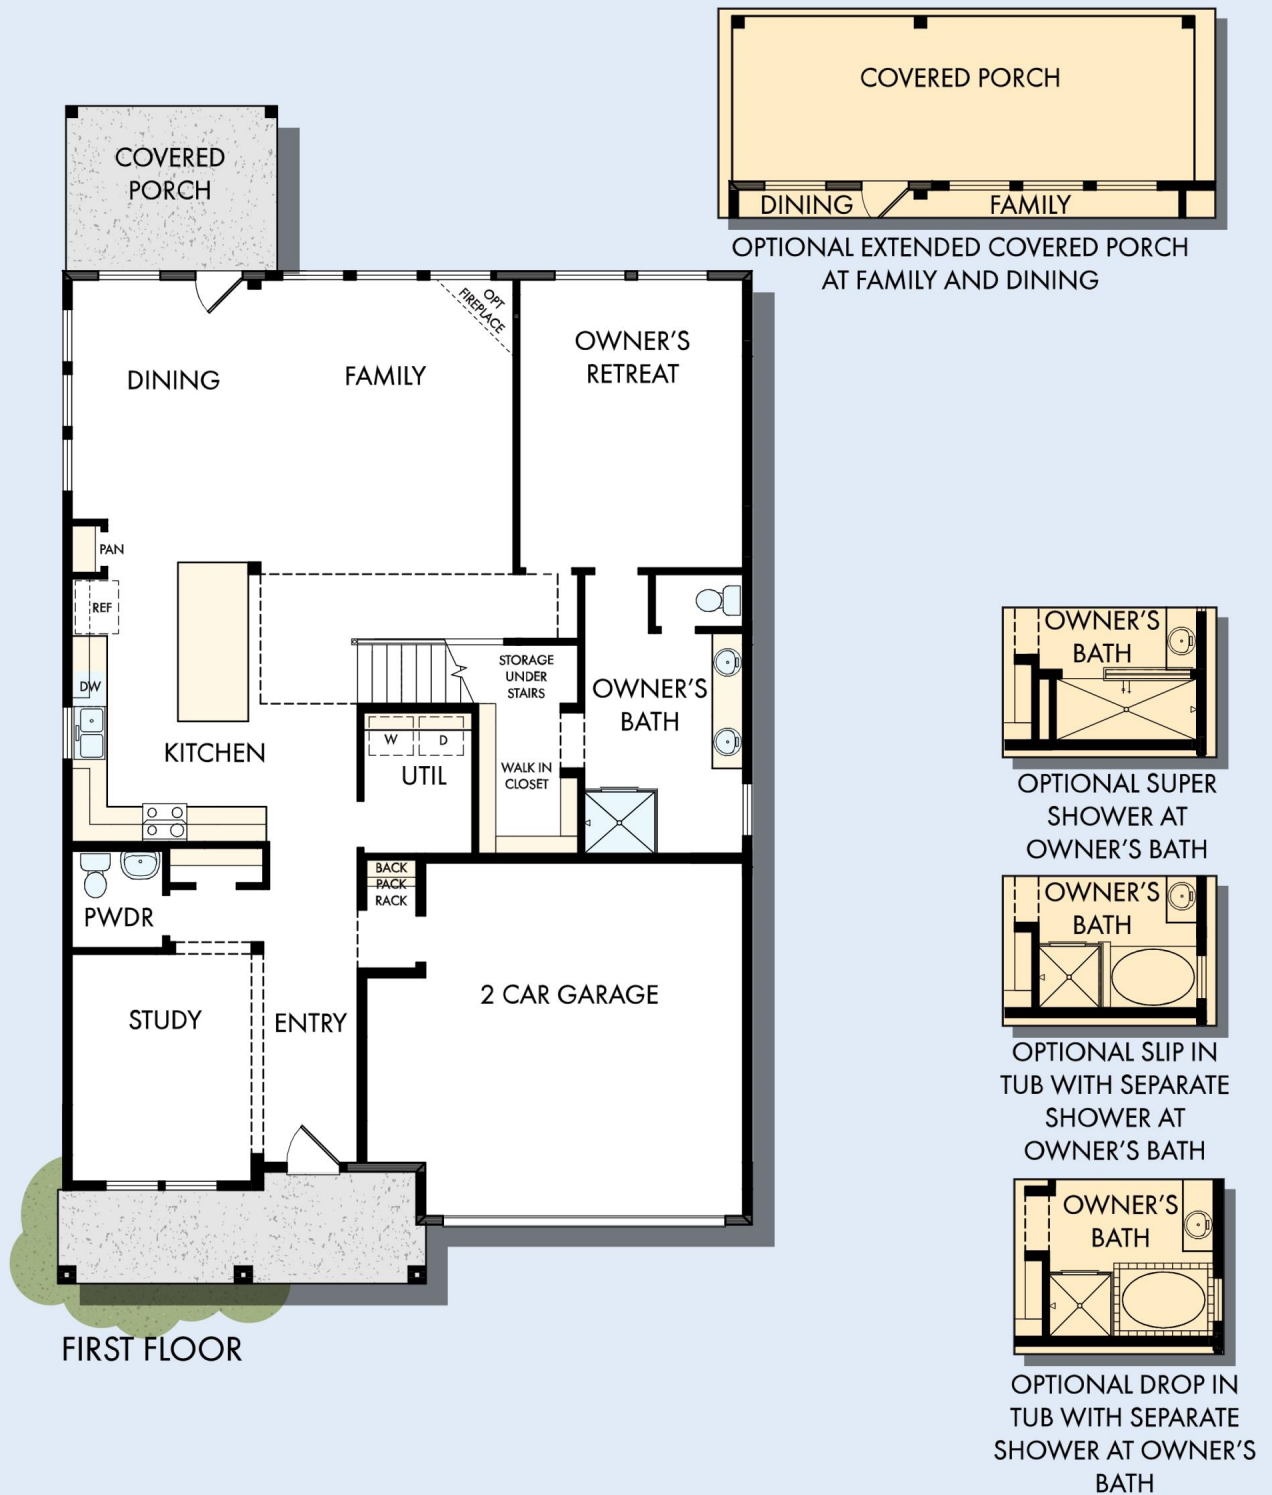 COVERED PORCH
DINING
FAMILY
OPTIONAL EXTENDED COVERED PORCH
AT FAMILY AND DINING
COVERED
PORCH
OPT
FIREPLACE
DINING
FAMILY
OWNER'S
RETREAT
PAN
REF
DW
KITCHEN
STORAGE
UNDER
STAIRS
OWNER'S
BATH
W
D
UTIL
WALK IN
CLOSET
BACK
PACK
RACK
PWDR
STUDY
ENTRY
2 CAR GARAGE
FIRST FLOOR
OWNER'S
BATH
OPTIONAL SUPER
SHOWER AT
OWNER'S BATH
OWNER'S
BATH
OPTIONAL SLIP IN
TUB WITH SEPARATE
SHOWER AT
OWNER'S BATH
OWNER'S
BATH
OPTIONAL DROP IN
TUB WITH SEPARATE
SHOWER AT OWNER'S
BATH